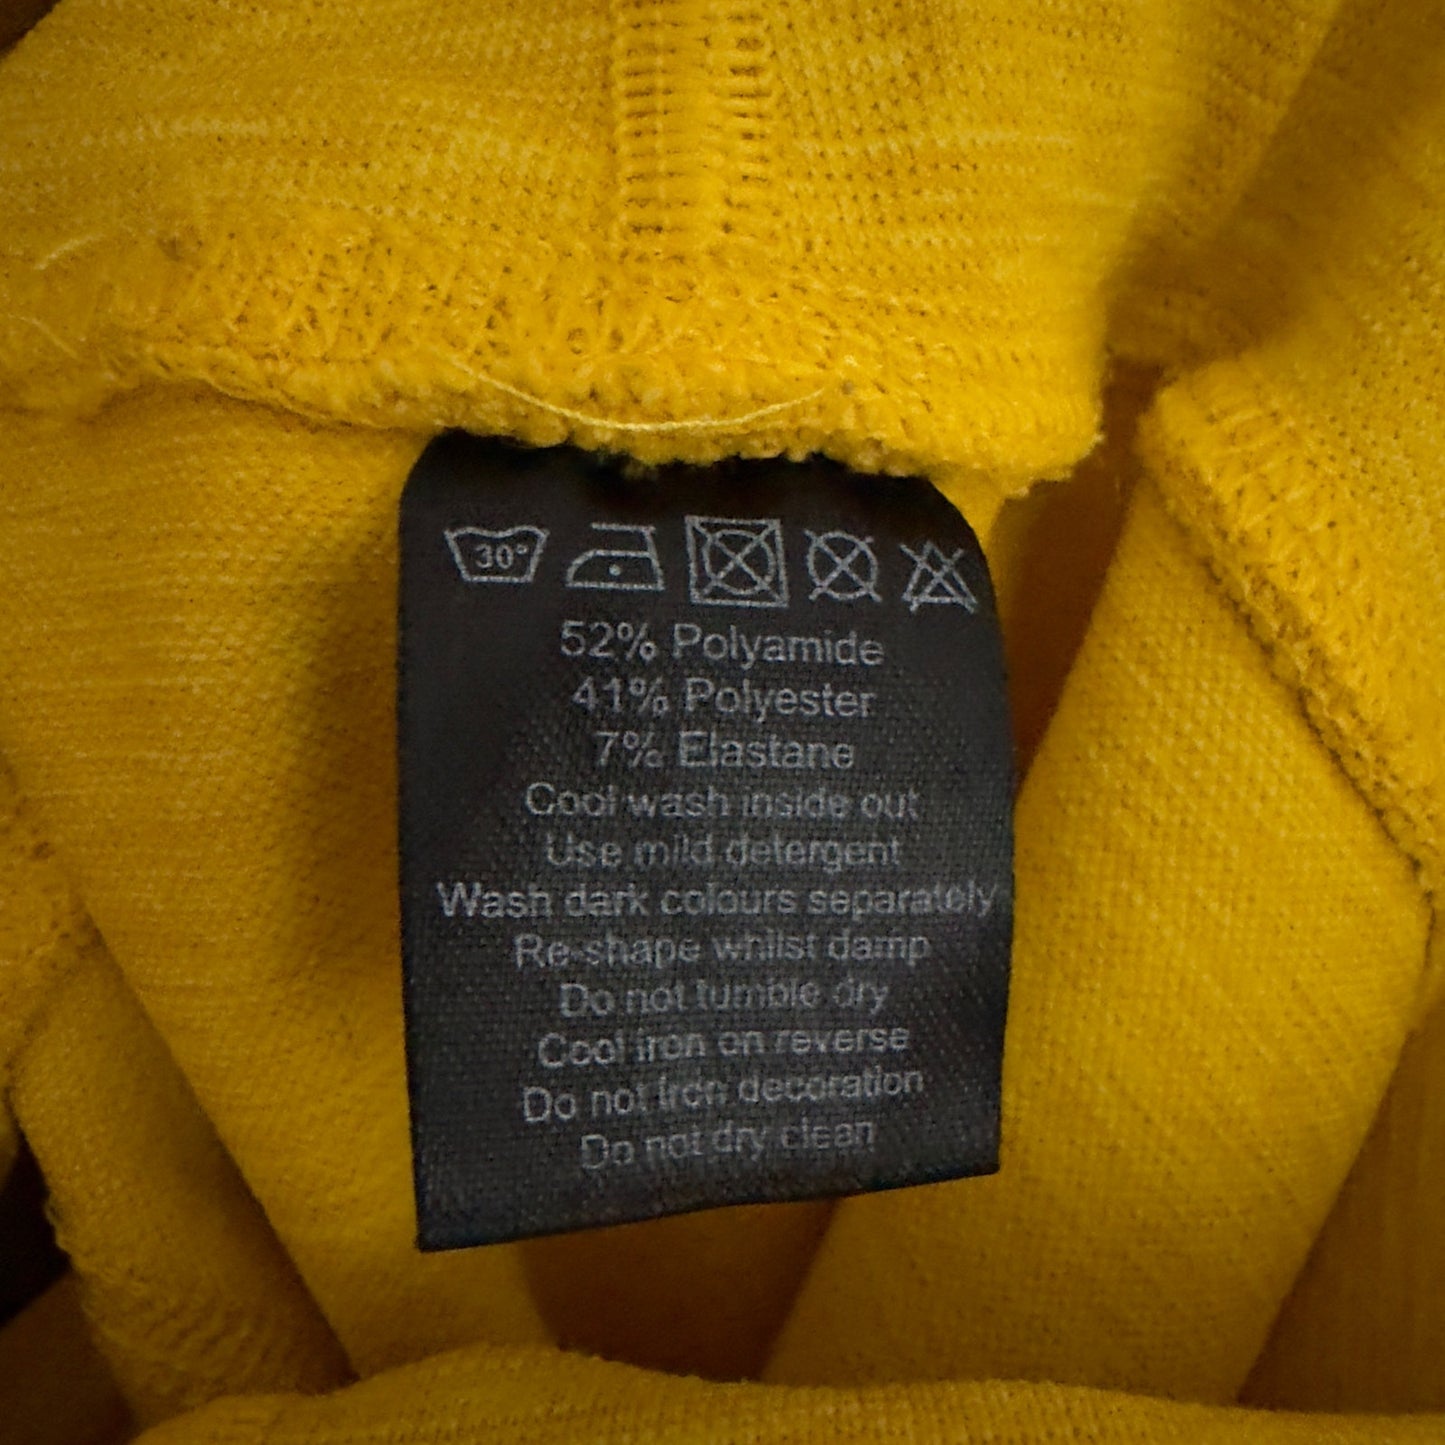 30°
52% Polyamide
41% Polyester
7% Elastane
Cool wash inside out
Use mild detergent
Wash dark colours separately
Re-shape whilst damp
Do not tumble dry
Cool iron on reverse
Do not iron decoration
Do not dry clean